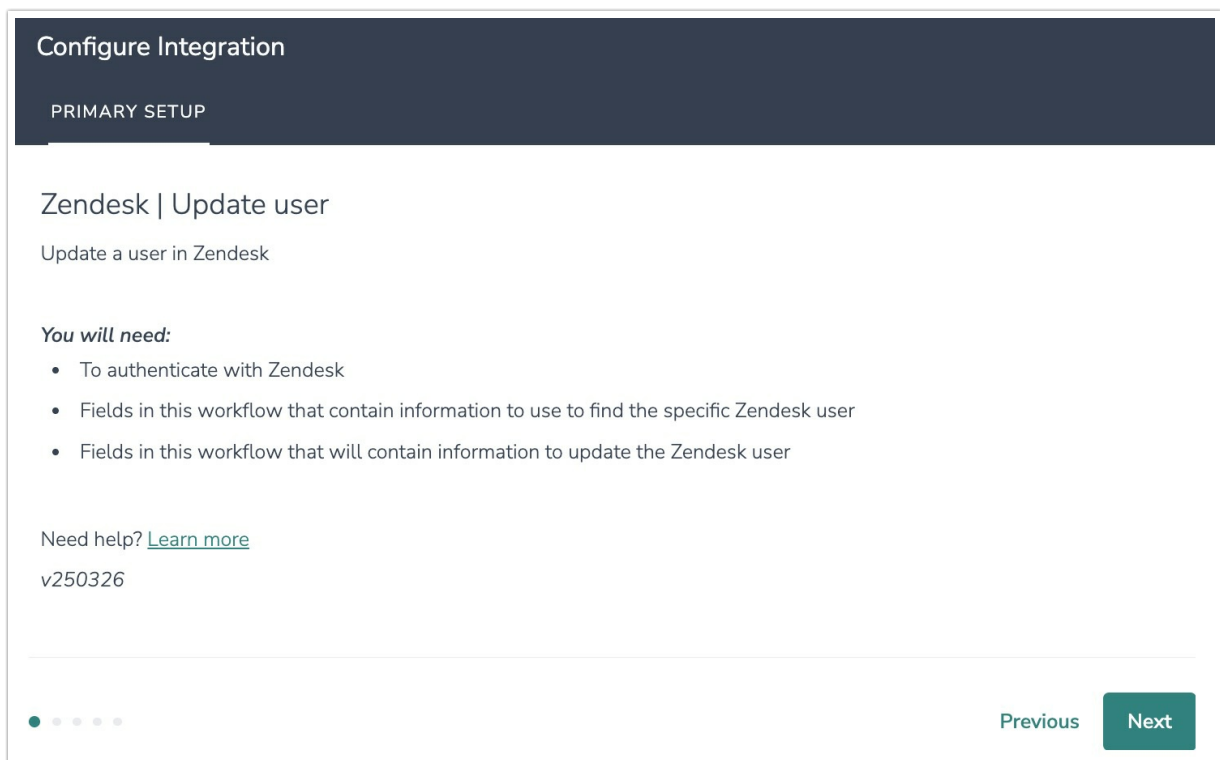 Configure Integration
PRIMARY SETUP
Zendesk | Update user
Update a user in Zendesk
You will need:
• To authenticate with Zendesk
• Fields in this workflow that contain information to use to find the specific Zendesk user
• Fields in this workflow that will contain information to update the Zendesk user
Need help? Learn more
v250326
Previous Next